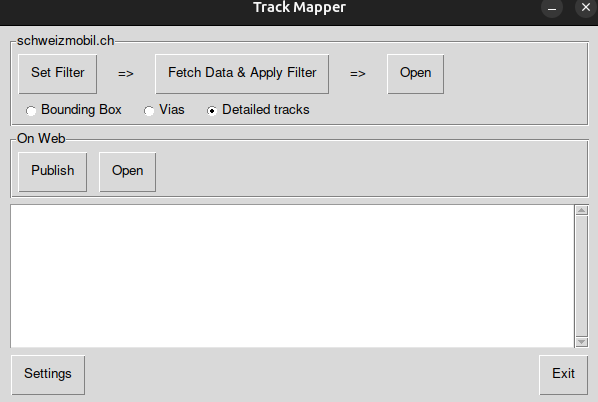 Track Mapper
schweizmobil.ch
Set Filter => Fetch Data & Apply Filter => Open
Bounding Box Vias Detailed tracks
On Web
Publish Open
Settings Exit